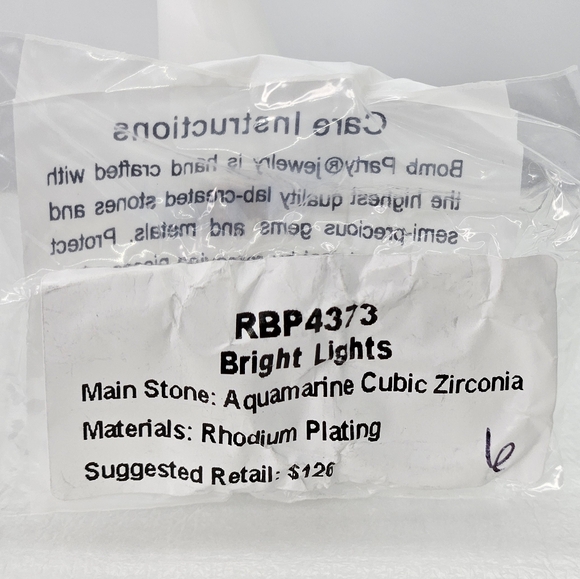 Care Instructions
Bomb Party® jewelry is hand crafted with
the highest quality lab-created stones and
semi-precious gems and metals. Protect
RBP4373
Bright Lights
Main Stone: Aquamarine Cubic Zirconia
Materials: Rhodium Plating
Suggested Retail: $126
6